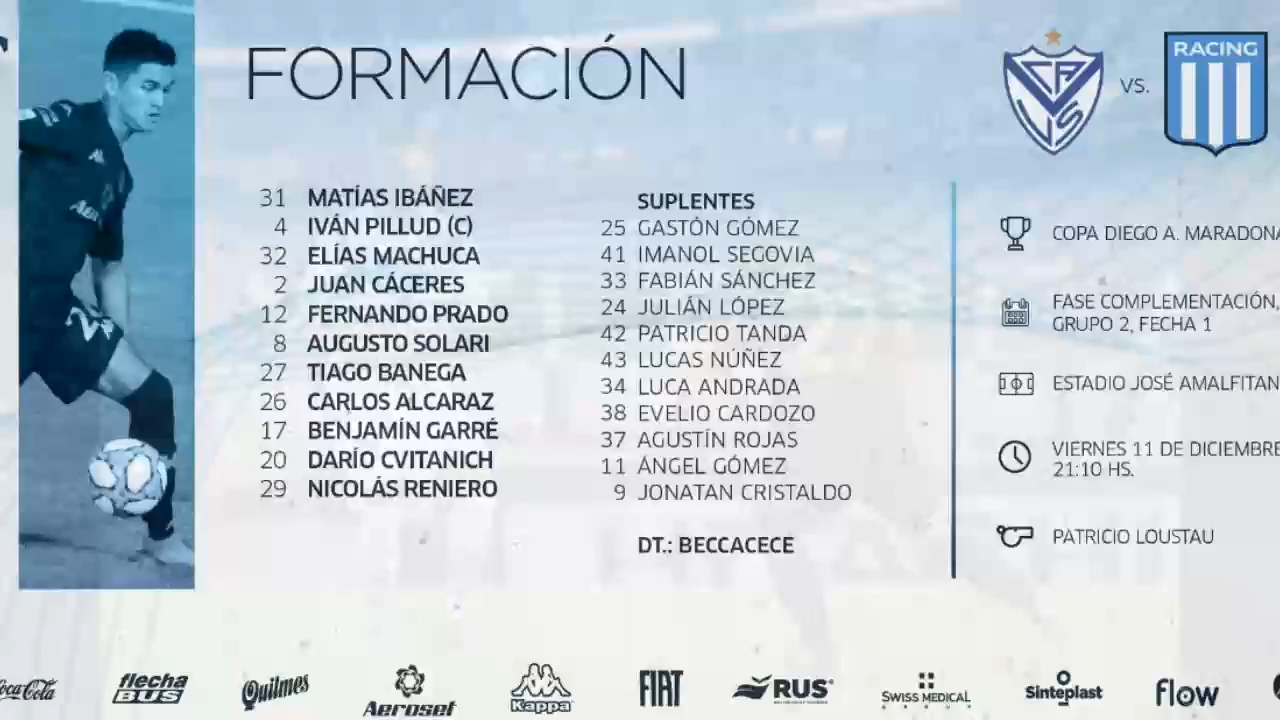 FORMACIÓN
VS.
RACING
31 MATÍAS IBÁÑEZ
4 IVÁN PILLUD (C)
32 ELÍAS MACHUCA
2 JUAN CÁCERES
12 FERNANDO PRADO
8 AUGUSTO SOLARI
27 TIAGO BANEGA
26 CARLOS ALCARAZ
17 BENJAMÍN GARRÉ
20 DARÍO CVITANICH
29 NICOLÁS RENIERO
SUPLENTES
25 GASTÓN GÓMEZ
41 IMANOL SEGOVIA
33 FABIÁN SÁNCHEZ
24 JULIÁN LÓPEZ
42 PATRICIO TANDA
43 LUCAS NÚÑEZ
34 LUCA ANDRADA
38 EVELIO CARDOZO
37 AGUSTÍN ROJAS
11 ÁNGEL GÓMEZ
9 JONATAN CRISTALDO
DT.: BECCACECE
COPA DIEGO A. MARADONA
FASE COMPLEMENTACIÓN,
GRUPO 2, FECHA 1
ESTADIO JOSÉ AMALFITAN
VIERNES 11 DE DICIEMBRE
21:10 HS.
PATRICIO LOUSTAU
Coca-Cola
flecha BUS
Quilmes
Aeroset
Kappa
FIAT
RUS
SWISS MEDICAL
Sinteplast
flow